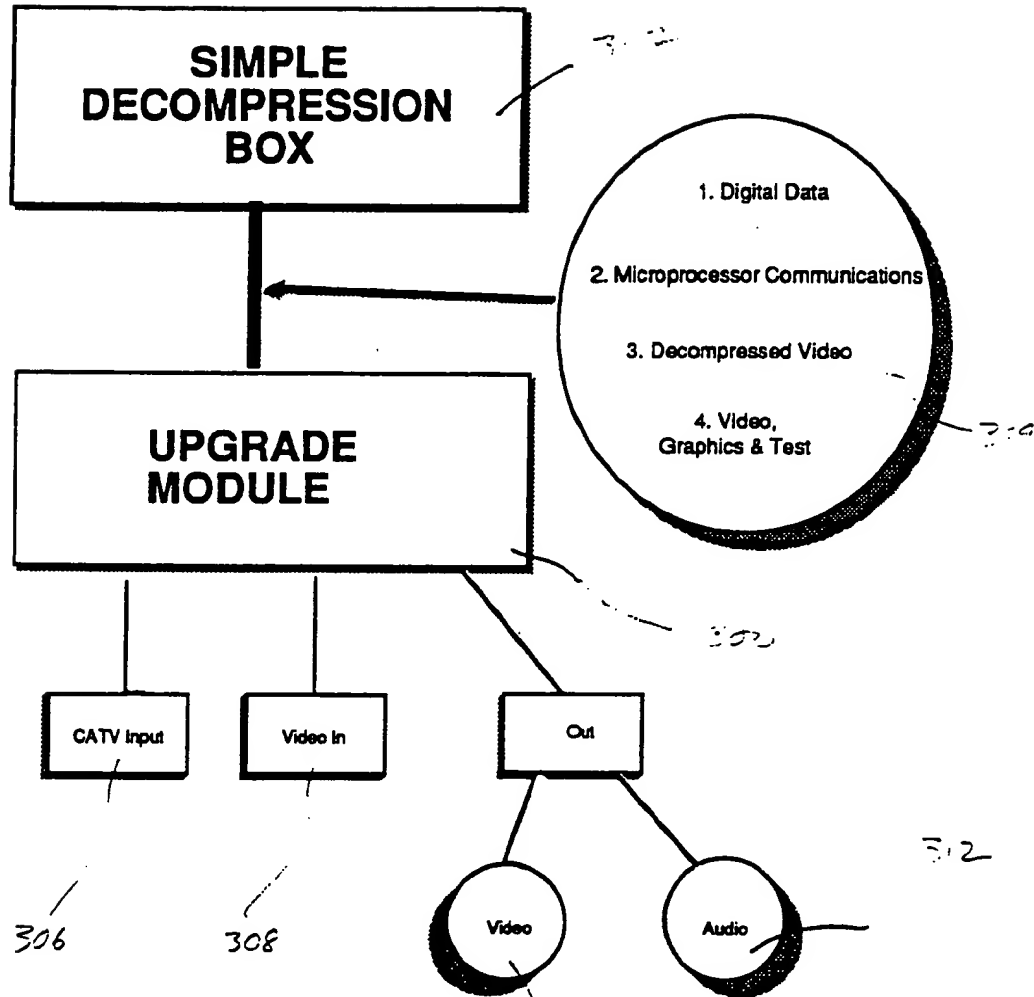 SIMPLE
DECOMPRESSION
BOX
1. Digital Data
2. Microprocessor Communications
3. Decompressed Video
4. Video,
Graphics & Test
UPGRADE
MODULE
CATV Input
Video In
Out
306
308
Video
Audio
312